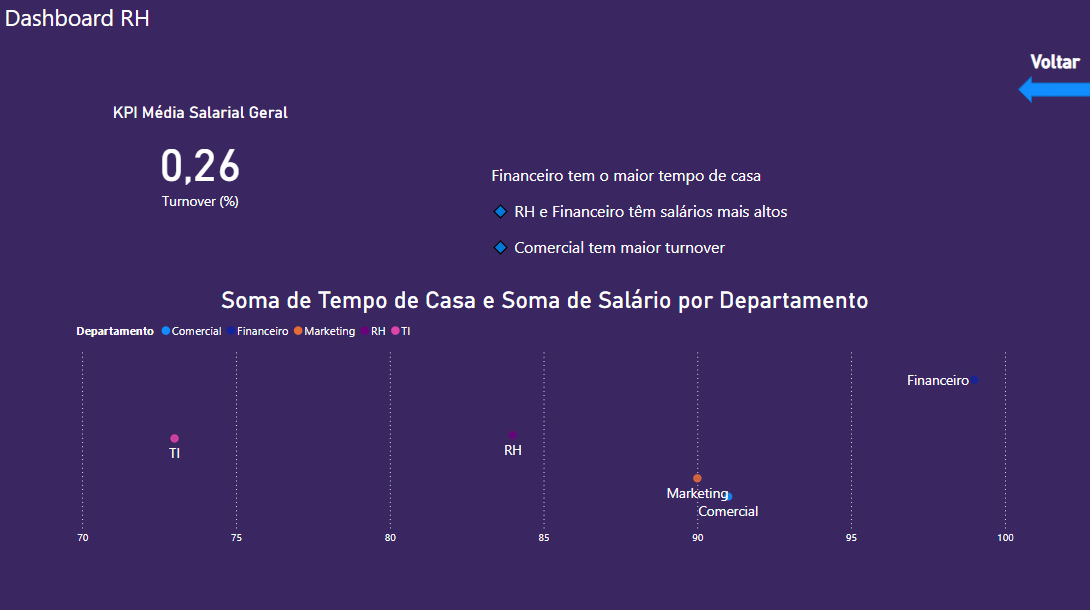 Dashboard RH
Voltar
KPI Média Salarial Geral
0,26
Turnover (%)
Financeiro tem o maior tempo de casa
RH e Financeiro têm salários mais altos
Comercial tem maior turnover
Soma de Tempo de Casa e Soma de Salário por Departamento
Departamento Comercial Financeiro Marketing RH TI
Financeiro
TI
RH
Marketing
Comercial
70 75 80 85 90 95 100